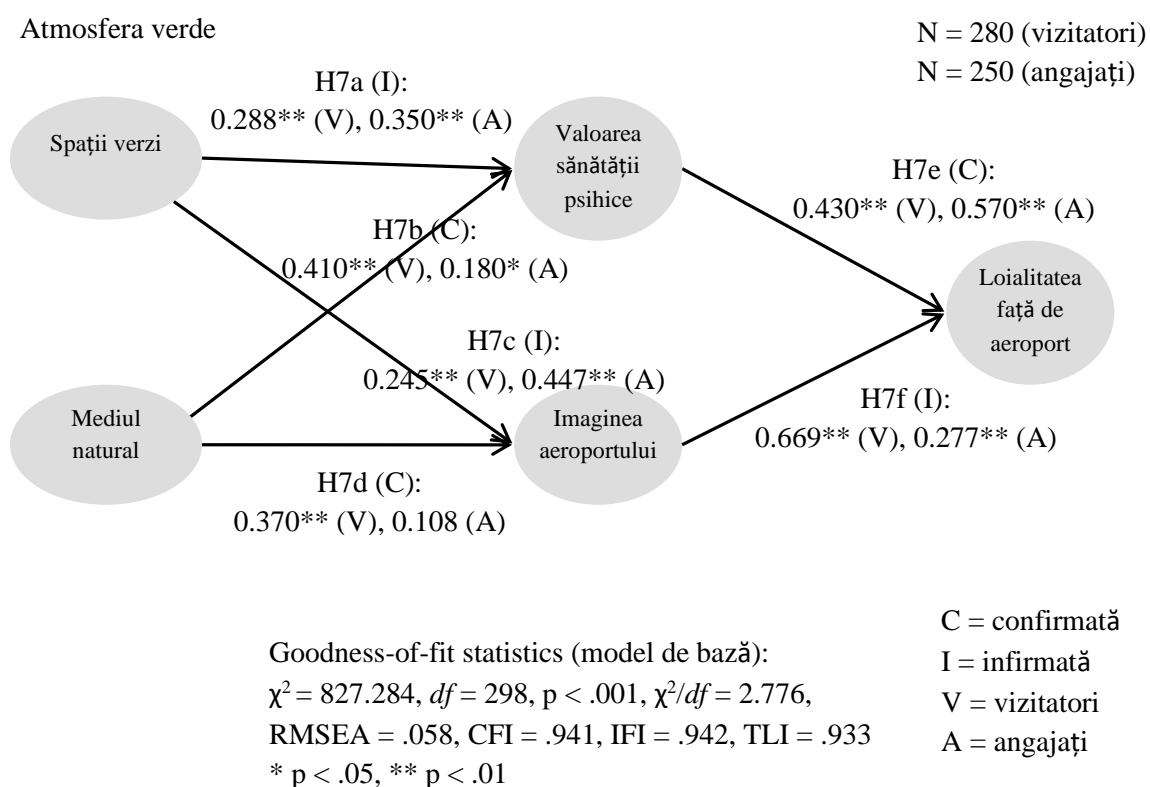 Atmosfera verde
N = 280 (vizitatori)
N = 250 (angajați)
H7a (I):
0.288** (V), 0.350** (A)
Spații verzi
Valoarea
sănătății
psihice
H7e (C):
0.430** (V), 0.570** (A)
H7b (C):
0.410** (V), 0.180* (A)
Loialitatea
față de
aeroport
H7c (I):
0.245** (V), 0.447** (A)
Mediul
natural
Imaginea
aeroportului
H7f (I):
0.669** (V), 0.277** (A)
H7d (C):
0.370** (V), 0.108 (A)
Goodness-of-fit statistics (model de bază):
χ² = 827.284, df = 298, p < .001, χ²/df = 2.776,
RMSEA = .058, CFI = .941, IFI = .942, TLI = .933
* p < .05, ** p < .01
C = confirmată
I = infirmată
V = vizitatori
A = angajați